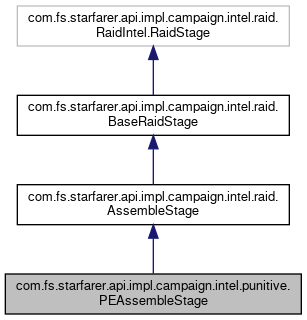 com.fs.starfarer.api.impl.campaign.intel.raid.
RaidIntel.RaidStage
com.fs.starfarer.api.impl.campaign.intel.raid.
BaseRaidStage
com.fs.starfarer.api.impl.campaign.intel.raid.
AssembleStage
com.fs.starfarer.api.impl.campaign.intel.punitive.
PEAssembleStage